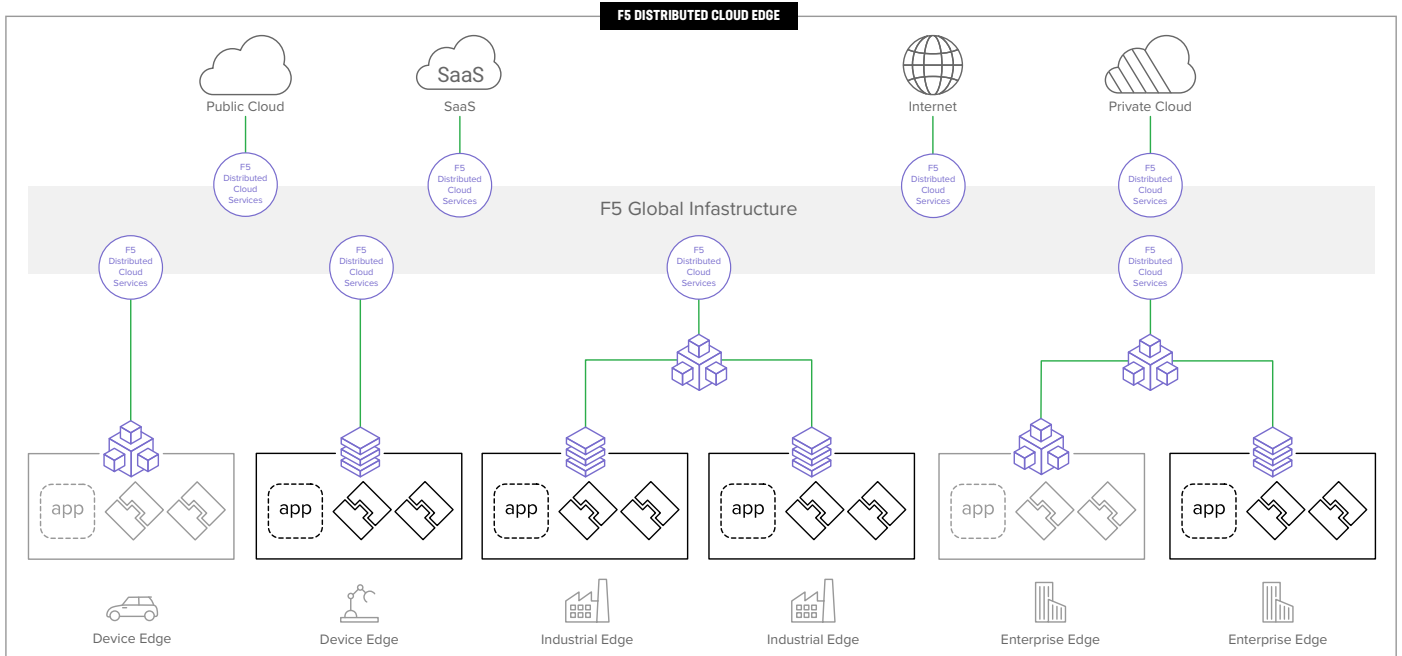 F5 DISTRIBUTED CLOUD EDGE
SaaS
Public Cloud
SaaS
Internet
Private Cloud
F5
Distributed
Cloud
Services
F5
Distributed
Cloud
Services
F5
Distributed
Cloud
Services
F5
Distributed
Cloud
Services
F5 Global Infastructure
F5
Distributed
Cloud
Services
F5
Distributed
Cloud
Services
F5
Distributed
Cloud
Services
F5
Distributed
Cloud
Services
app
app
app
app
app
app
Device Edge
Device Edge
Industrial Edge
Industrial Edge
Enterprise Edge
Enterprise Edge